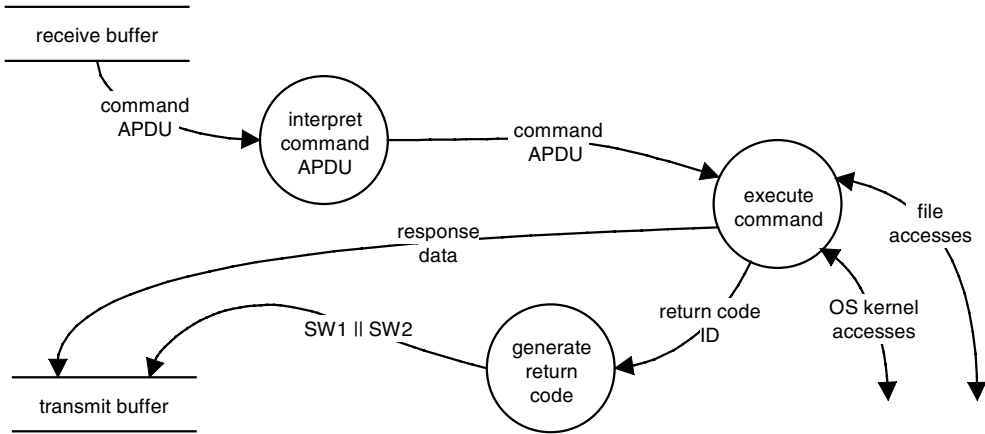 receive buffer
command
APDU
interpret
command
APDU
command
APDU
execute
command
file
accesses
response
data
OS kernel
accesses
return code
ID
SW1 || SW2
generate
return
code
transmit buffer